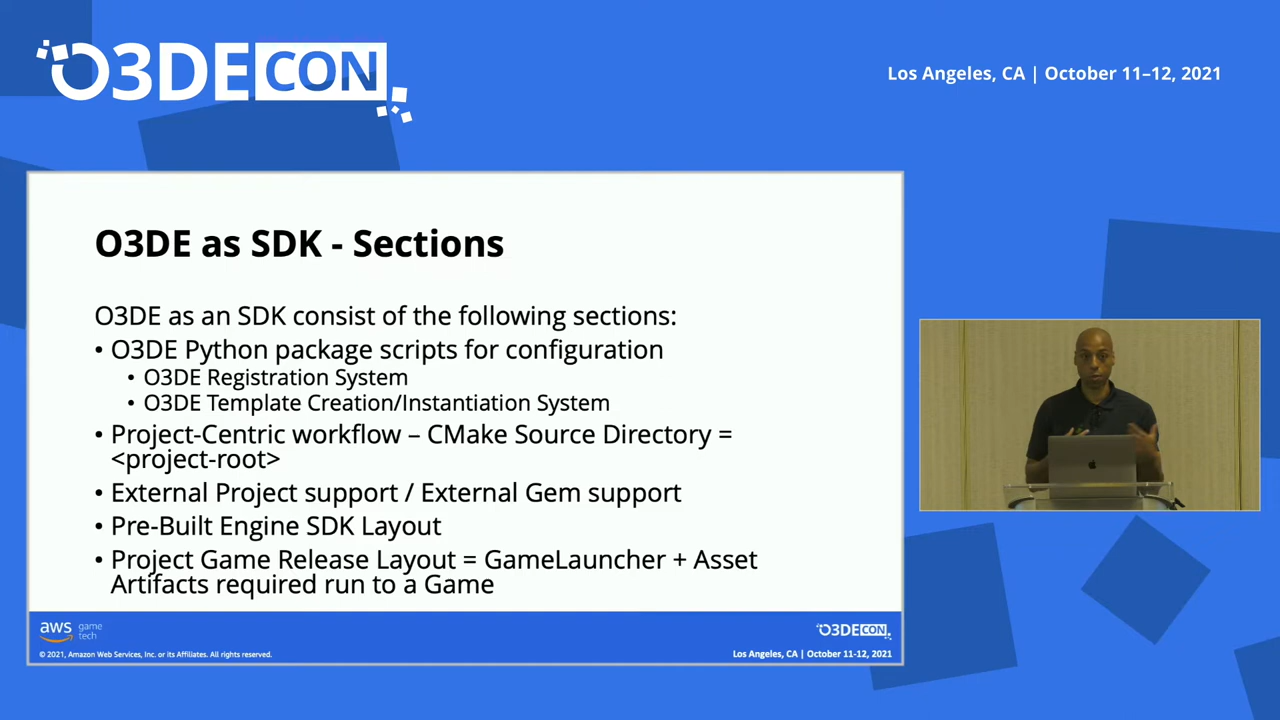 O3DECON
Los Angeles, CA | October 11–12, 2021
O3DE as SDK - Sections
O3DE as an SDK consist of the following sections:
• O3DE Python package scripts for configuration
• O3DE Registration System
• O3DE Template Creation/Instantiation System
• Project-Centric workflow – CMake Source Directory =
<project-root>
• External Project support / External Gem support
• Pre-Built Engine SDK Layout
• Project Game Release Layout = GameLauncher + Asset
Artifacts required run to a Game
aws game
tech
O3DECON
© 2021, Amazon Web Services, Inc. or its Affiliates. All rights reserved.
Los Angeles, CA | October 11-12, 2021